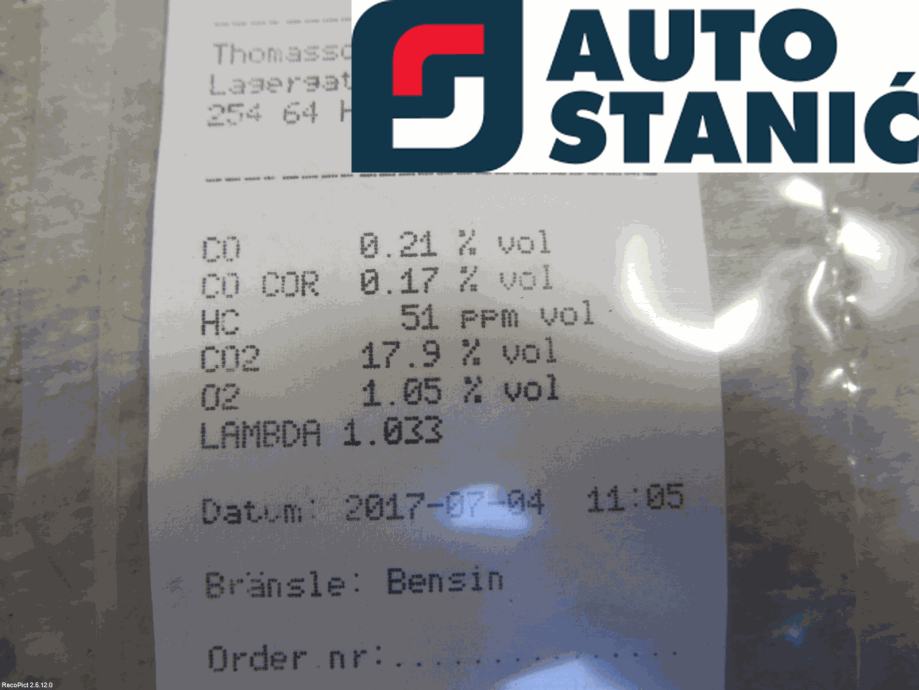 AUTO
STANIĆ
Lagergat
254 64 H
CO 0.21 % vol
CO COR 0.17 % vol
HC 51 ppm vol
CO2 17.9 % vol
O2 1.05 % vol
LAMBDA 1.033
Datum: 2017-07-04 11:05
Bränsle: Bensin
Order nr:..............
RecoPict 2.5.12.0